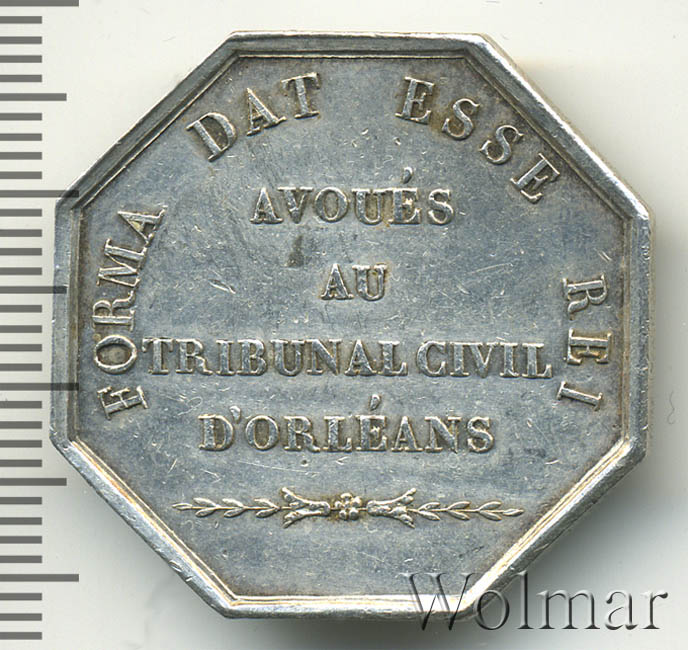 FORMA DAT ESSE REI
AVOUÉS
AU
TRIBUNAL CIVIL
D'ORLÉANS
Wolmar